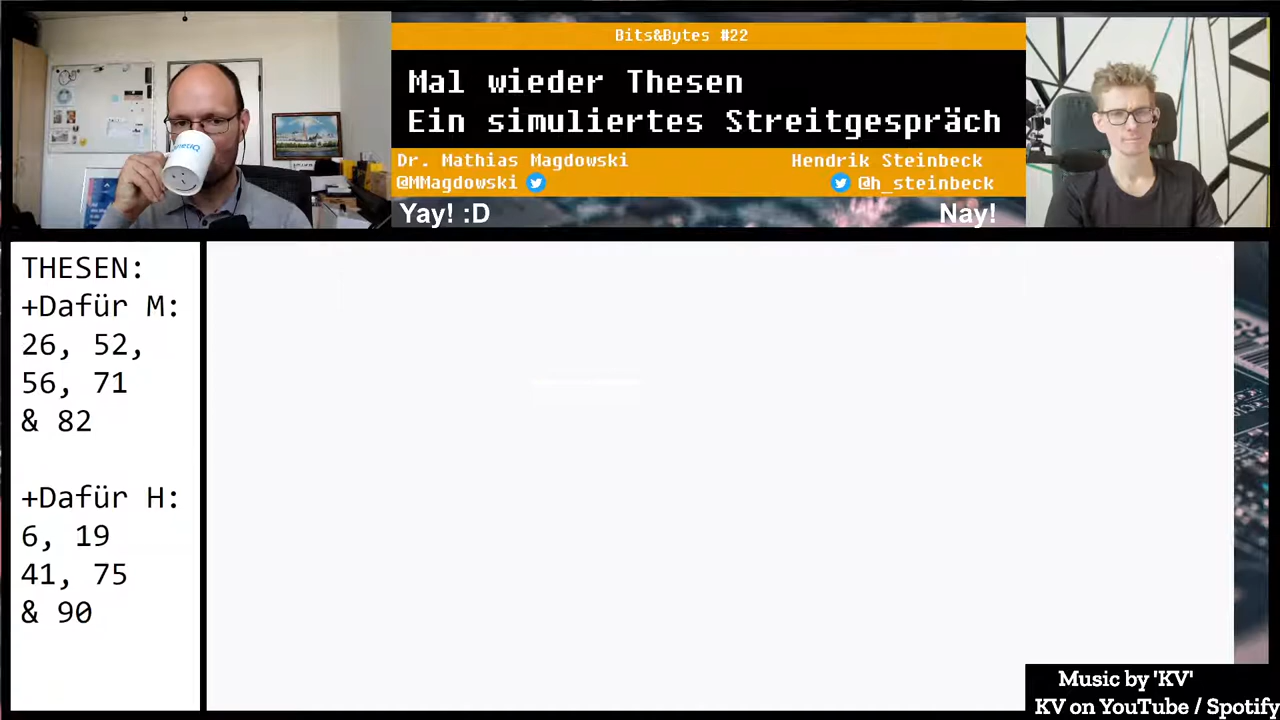 Bits&Bytes #22
Mal wieder Thesen
Ein simuliertes Streitgespräch
Dr. Mathias Magdowski
@MMagdowski
Hendrik Steinbeck
@h_steinbeck
Yay! :D
Nay!
THESEN:
+Dafür M:
26, 52,
56, 71
& 82
+Dafür H:
6, 19
41, 75
& 90
Music by 'KV'
KV on YouTube / Spotify